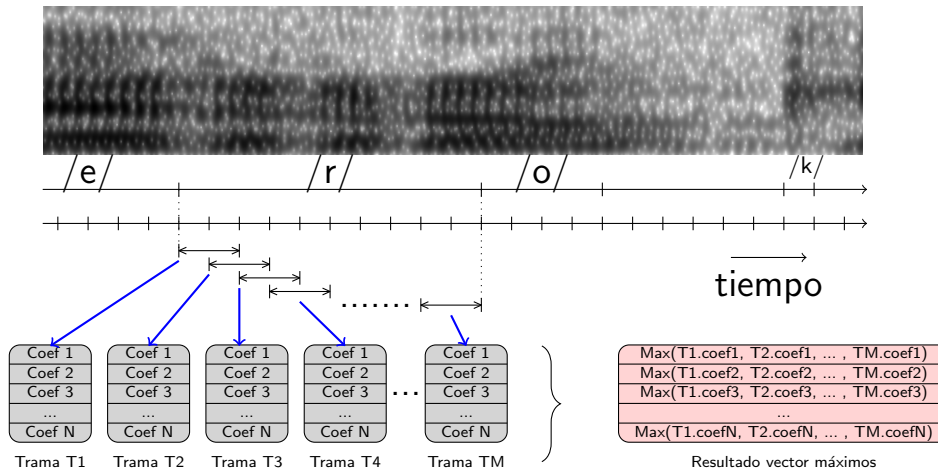 /e/ /r/ /o/ /k/
tiempo
.......
Coef 1 Coef 1 Coef 1 Coef 1 Coef 1 Max(T1.coef1, T2.coef1, ... , TM.coef1)
Coef 2 Coef 2 Coef 2 Coef 2 Coef 2 Max(T1.coef2, T2.coef2, ... , TM.coef2)
Coef 3 Coef 3 Coef 3 Coef 3 ... Coef 3 Max(T1.coef3, T2.coef3, ... , TM.coef3)
... ... ... ... ... ...
Coef N Coef N Coef N Coef N Coef N Max(T1.coefN, T2.coefN, ... , TM.coefN)
Trama T1 Trama T2 Trama T3 Trama T4 Trama TM Resultado vector máximos